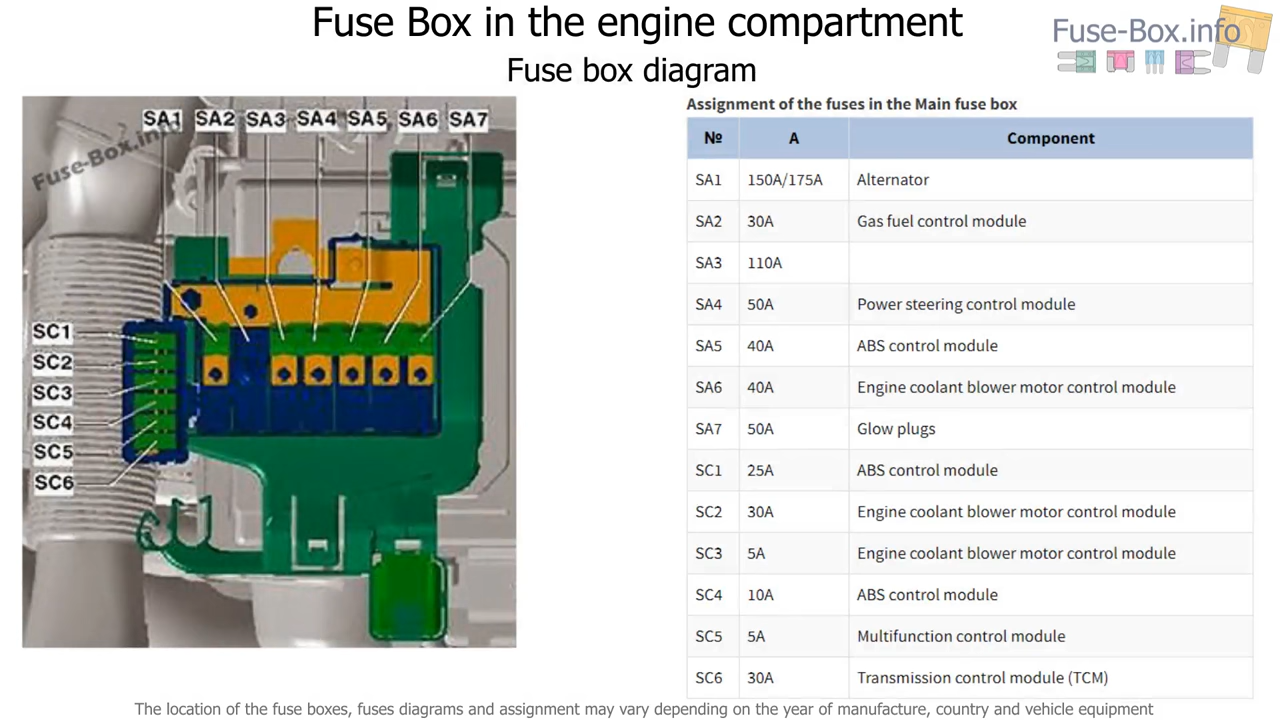 Fuse Box in the engine compartment
Fuse box diagram
Fuse-Box.info
SA1 SA2 SA3 SA4 SA5 SA6 SA7
Fuse-Box.info
SC1
SC2
SC3
SC4
SC5
SC6
Assignment of the fuses in the Main fuse box
№ A Component
SA1 150A/175A Alternator
SA2 30A Gas fuel control module
SA3 110A
SA4 50A Power steering control module
SA5 40A ABS control module
SA6 40A Engine coolant blower motor control module
SA7 50A Glow plugs
SC1 25A ABS control module
SC2 30A Engine coolant blower motor control module
SC3 5A Engine coolant blower motor control module
SC4 10A ABS control module
SC5 5A Multifunction control module
SC6 30A Transmission control module (TCM)
The location of the fuse boxes, fuses diagrams and assignment may vary depending on the year of manufacture, country and vehicle equipment